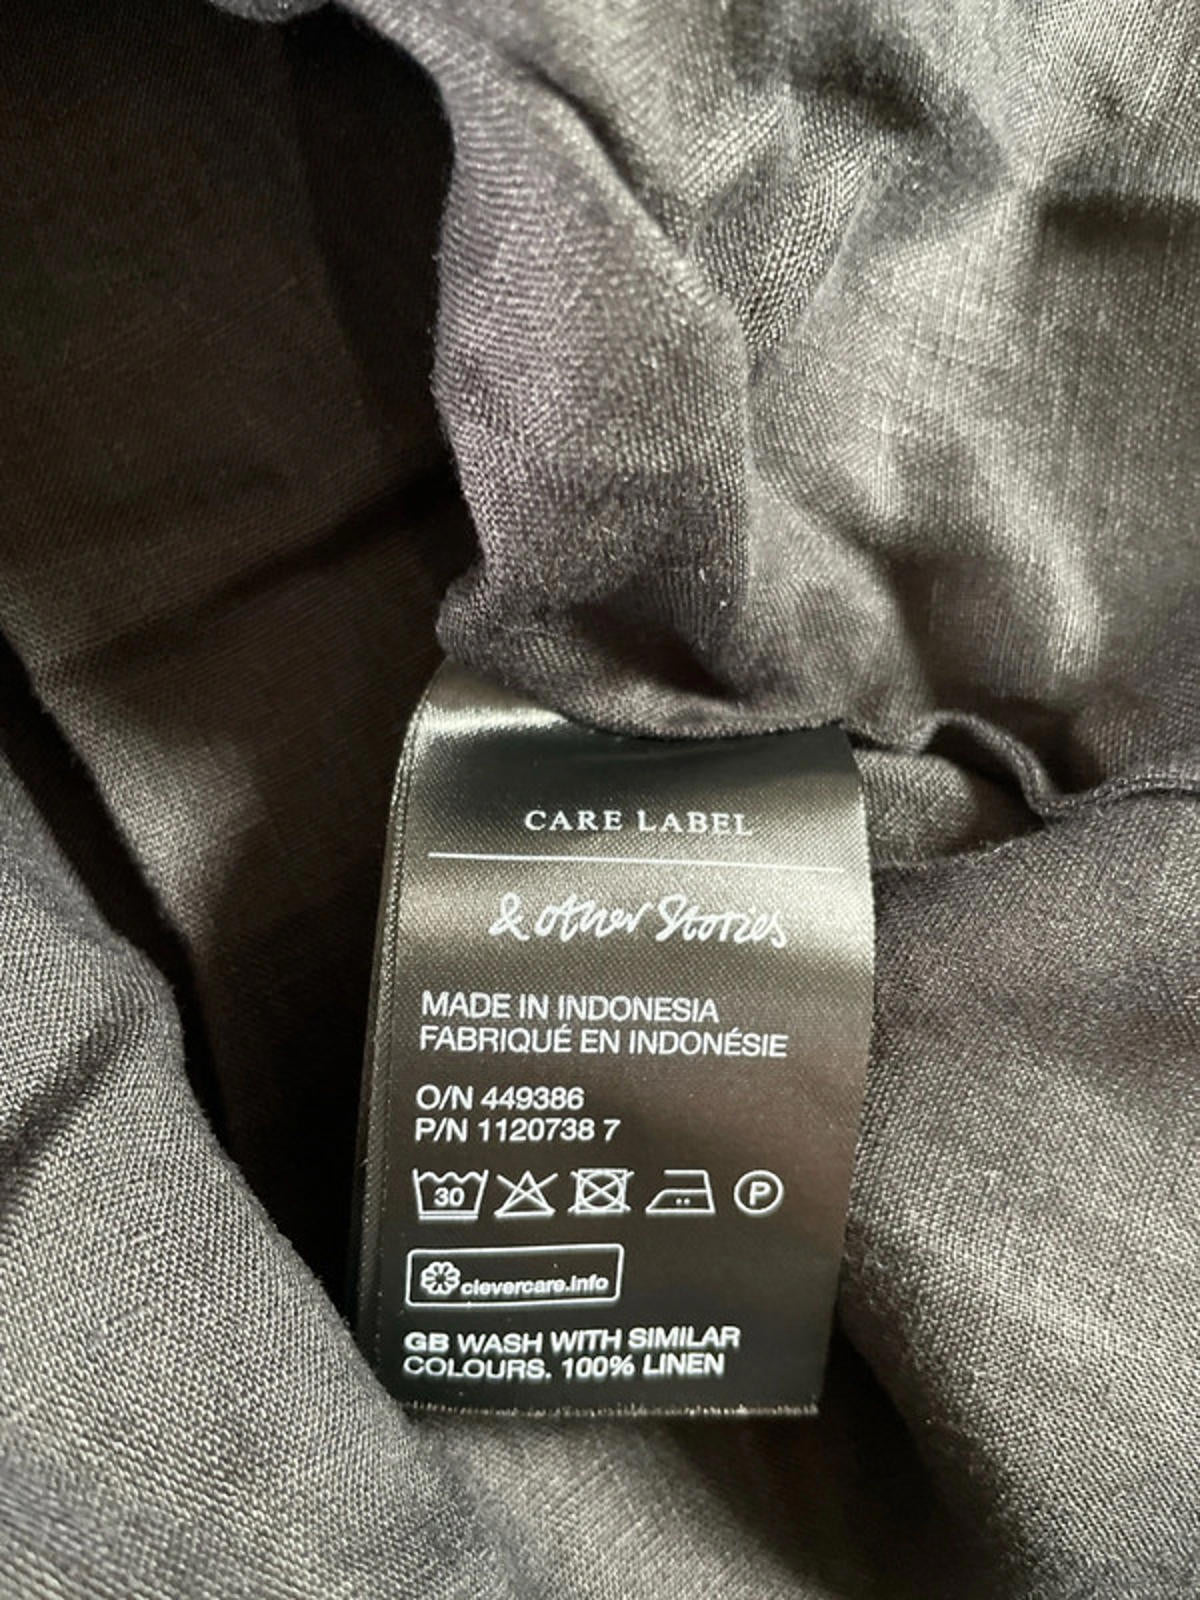 CARE LABEL
& other Stories
MADE IN INDONESIA
FABRIQUÉ EN INDONÉSIE
O/N 449386
P/N 1120738 7
30 P
clevercare.info
GB WASH WITH SIMILAR
COLOURS. 100% LINEN